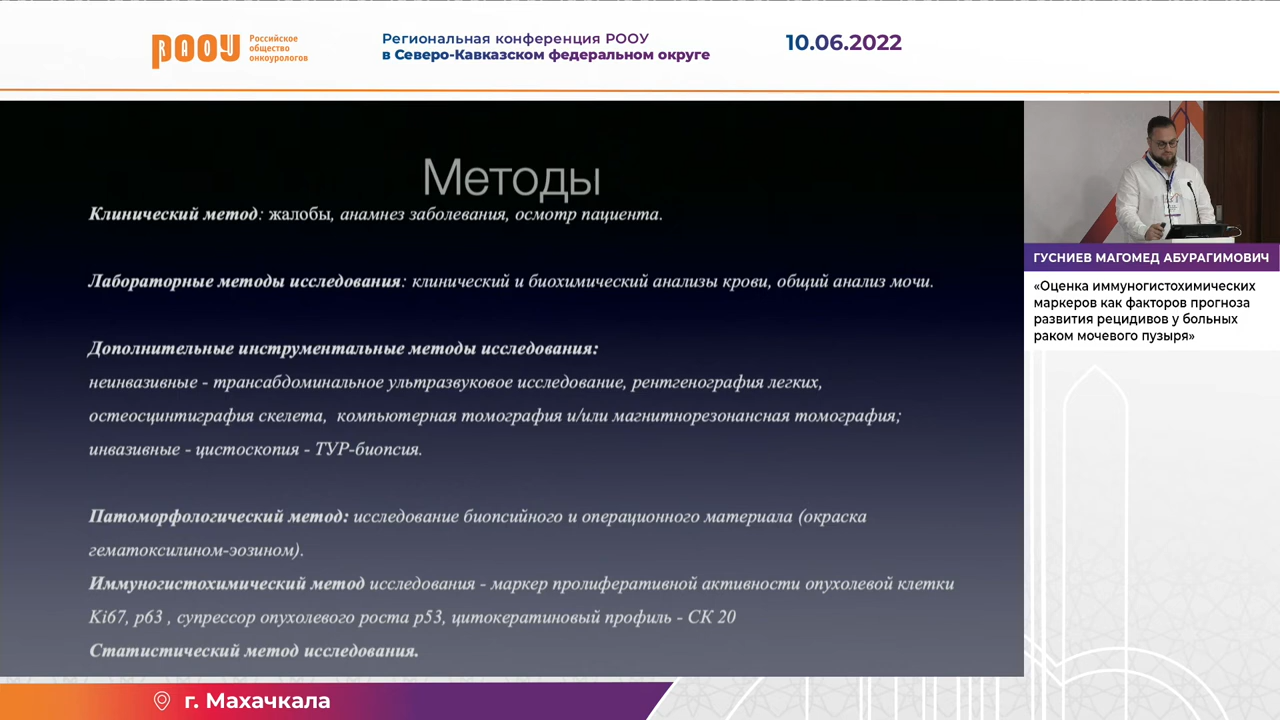 РООУ
Российское
общество
онкоурологов
Региональная конференция РООУ
в Северо-Кавказском федеральном округе
10.06.2022
Методы
Клинический метод: жалобы, анамнез заболевания, осмотр пациента.
Лабораторные методы исследования: клинический и биохимический анализы крови, общий анализ мочи.
Дополнительные инструментальные методы исследования:
неинвазивные - трансабдоминальное ультразвуковое исследование, рентгенография легких,
остеосцинтиграфия скелета, компьютерная томография и/или магнитнорезонансная томография;
инвазивные - цистоскопия - ТУР-биопсия.
Патоморфологический метод: исследование биопсийного и операционного материала (окраска
гематоксилином-эозином).
Иммуногистохимический метод исследования - маркер пролиферативной активности опухолевой клетки
Ki67, p63 , супрессор опухолевого роста p53, цитокератиновый профиль - СК 20
Статистический метод исследования.
ГУСНИЕВ МАГОМЕД АБУРАГИМОВИЧ
«Оценка иммуногистохимических
маркеров как факторов прогноза
развития рецидивов у больных
раком мочевого пузыря»
г. Махачкала